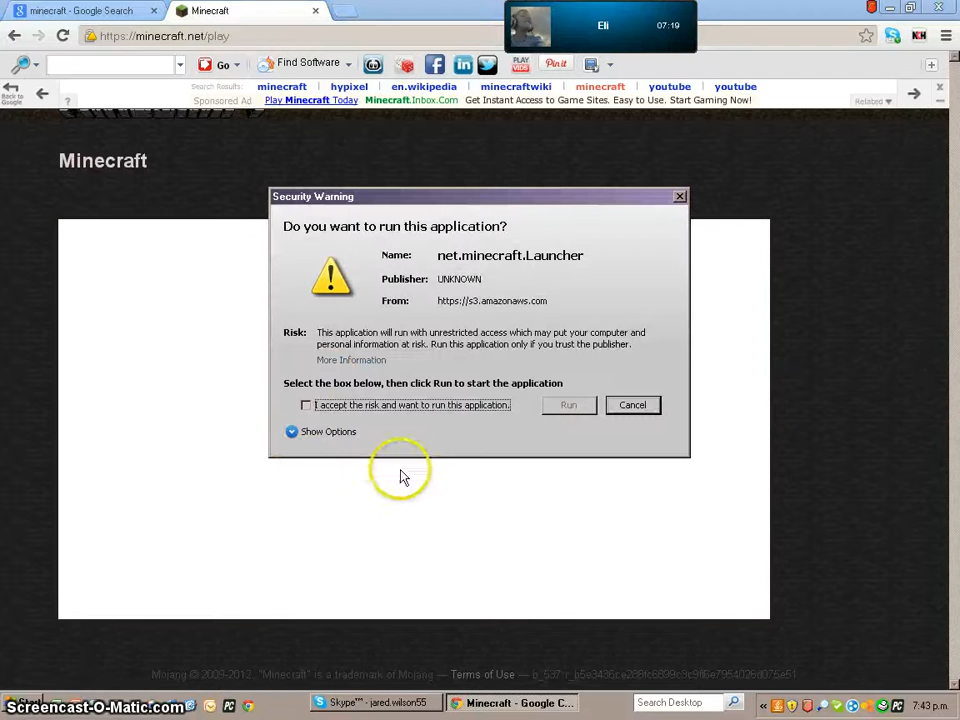 minecraft - Google Search
Minecraft
Eli
07:19
https://minecraft.net/play
Go
Find Software
PLAY VIDS
Pin it
Back to Google
Search Results:
minecraft
hypixel
en.wikipedia
minecraftwiki
minecraft
youtube
youtube
?
Sponsored Ad
Play Minecraft Today
Minecraft.Inbox.Com
Get Instant Access to Game Sites. Easy to Use. Start Gaming Now!
Related
Minecraft
Security Warning
Do you want to run this application?
Name: net.minecraft.Launcher
Publisher: UNKNOWN
From: https://s3.amazonaws.com
Risk: This application will run with unrestricted access which may put your computer and
personal information at risk. Run this application only if you trust the publisher.
More Information
Select the box below, then click Run to start the application
I accept the risk and want to run this application.
Run
Cancel
Show Options
Mojang © 2009-2012. "Minecraft" is a trademark of Mojang — Terms of Use —
Screencast-O-Matic.com
Skype™ - jared.wilson55
Minecraft - Google C...
Search Desktop
7:43 p.m.